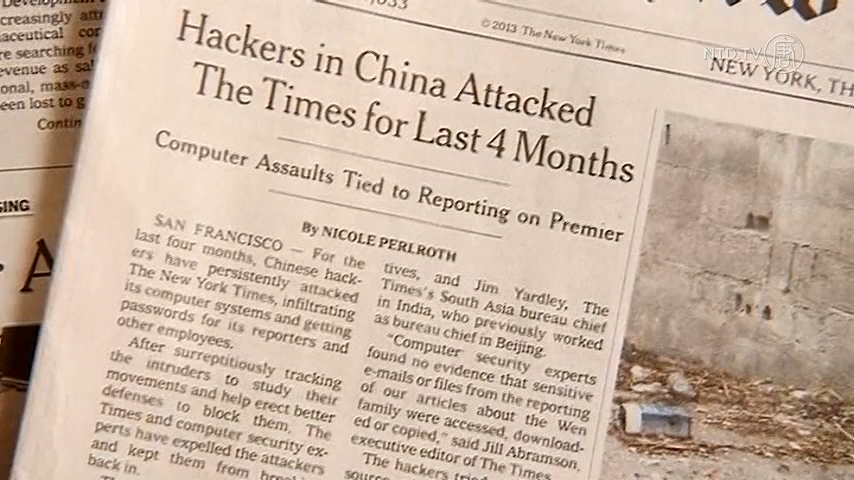 creasingly
aceutical
re searching
evenue as
een lost to
Contin
©2013 The New York Times
NTDTV
NEW YORK, TH
Hackers in China Attacked
The Times for Last 4 Months
Computer Assaults Tied to Reporting on Premier
By NICOLE PERLROTH
SAN FRANCISCO — For the
last four months, Chinese hack-
ers have persistently attacked
The New York Times, infiltrating
its computer systems and getting
passwords for its reporters and
other employees.
After surreptitiously tracking
the intruders to study their
movements and help erect better
defenses to block them, The
Times and computer security ex-
perts have expelled the attackers
and kept them from
back in.
tives, and Jim Yardley, The
Times's South Asia bureau chief
in India, who previously worked
as bureau chief in Beijing.
"Computer security experts
found no evidence that sensitive
e-mails or files from the reporting
of our articles about the Wen
family were accessed, download-
ed or copied," said Jill Abramson,
executive editor of The Times.
The hackers tried